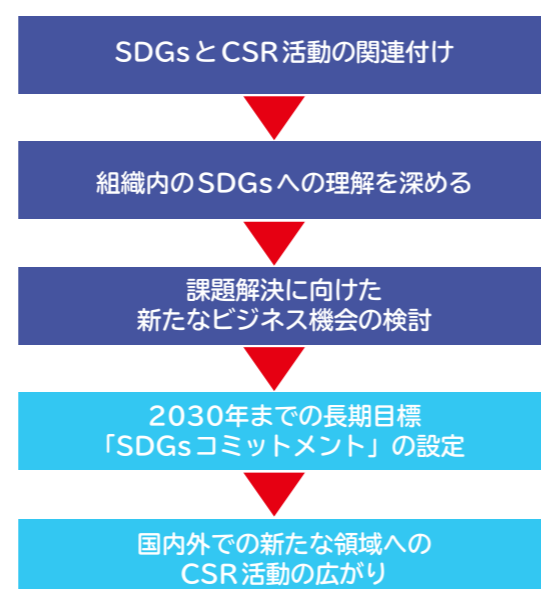 SDGsとCSR活動の関連付け
組織内のSDGsへの理解を深める
課題解決に向けた
新たなビジネス機会の検討
2030年までの長期目標
「SDGsコミットメント」の設定
国内外での新たな領域への
CSR活動の広がり